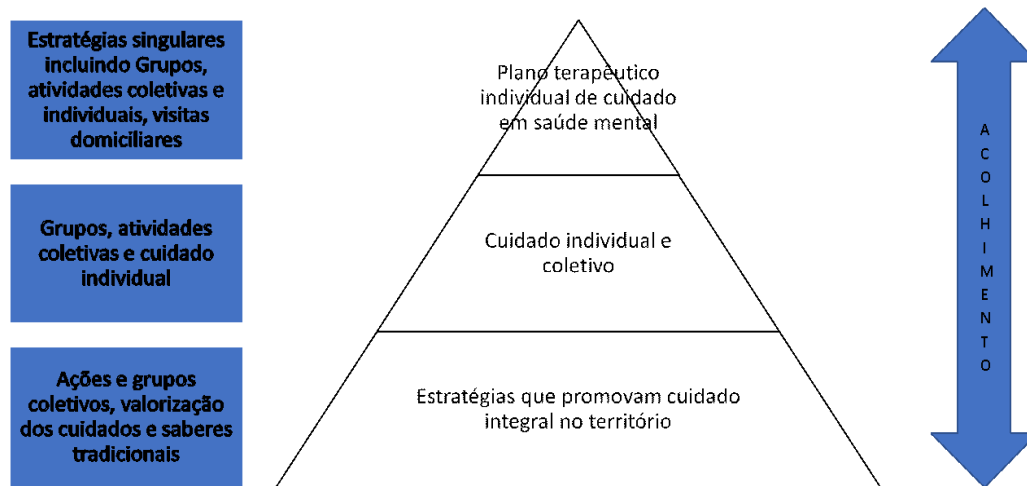 Estratégias singulares
incluindo Grupos,
atividades coletivas e
individuais, visitas
domiciliares
Plano terapêutico
individual de cuidado
em saúde mental
Grupos, atividades
coletivas e cuidado
individual
Cuidado individual e
coletivo
Ações e grupos
coletivos, valorização
dos cuidados e saberes
tradicionais
Estratégias que promovam cuidado
integral no território
A
C
O
L
H
I
M
E
N
T
O